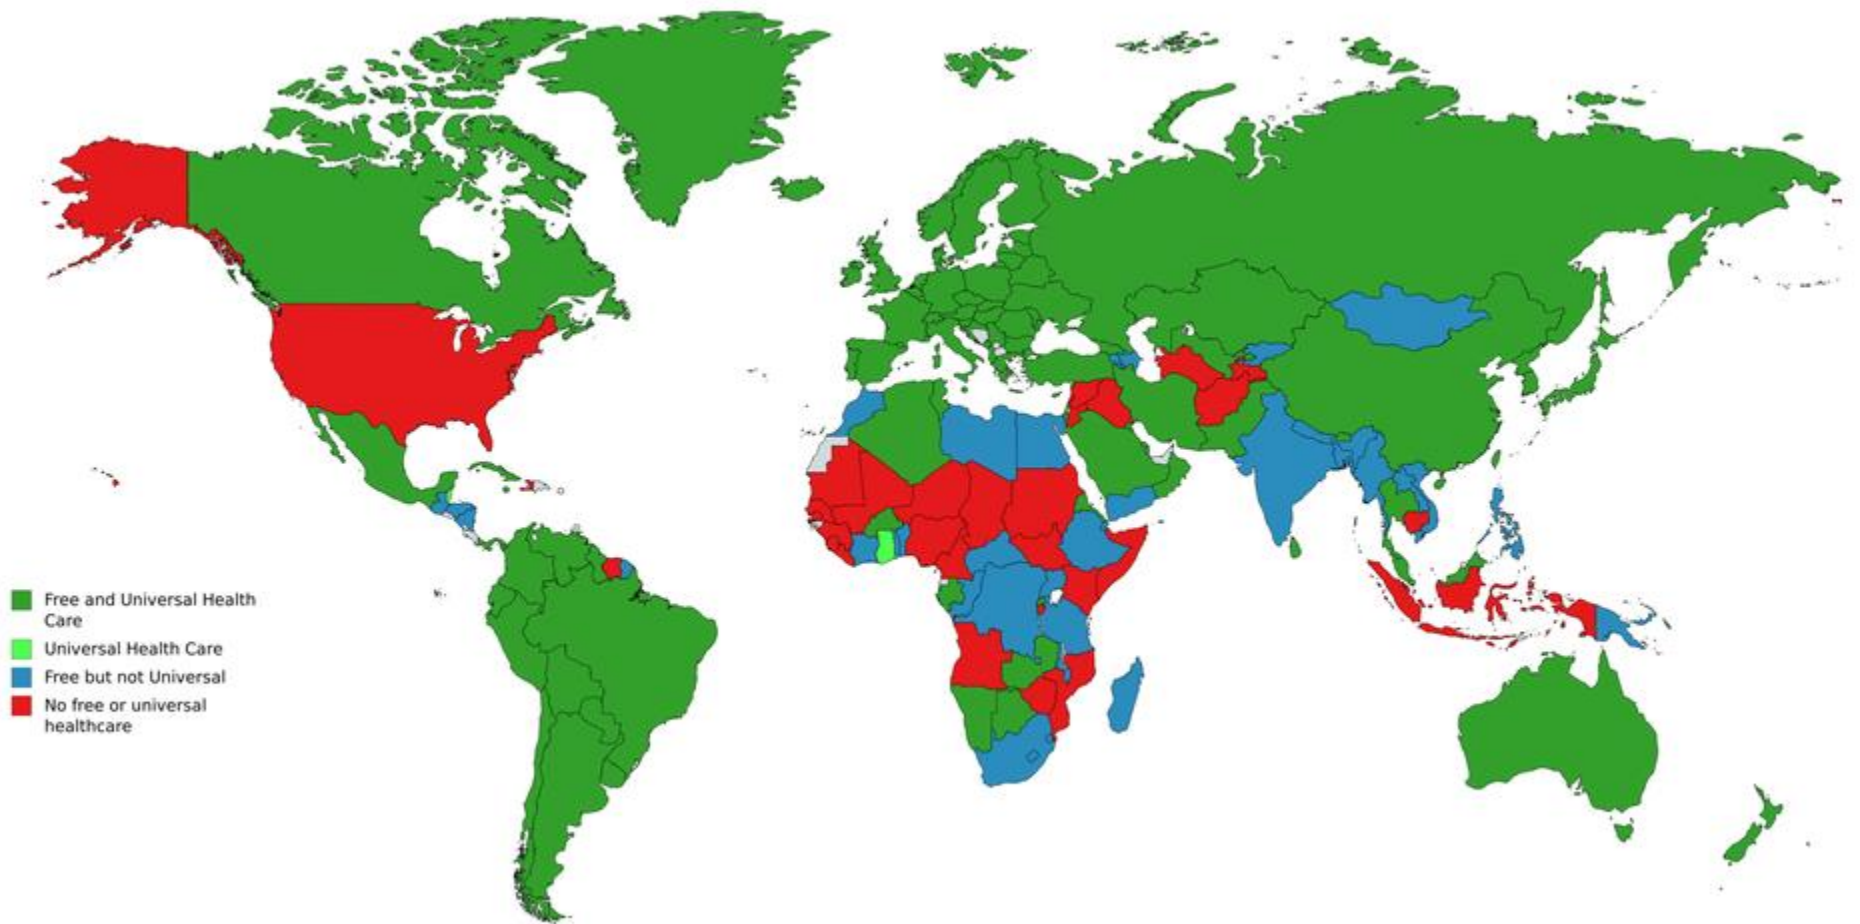 Free and Universal Health
Care
Universal Health Care
Free but not Universal
No free or universal
healthcare